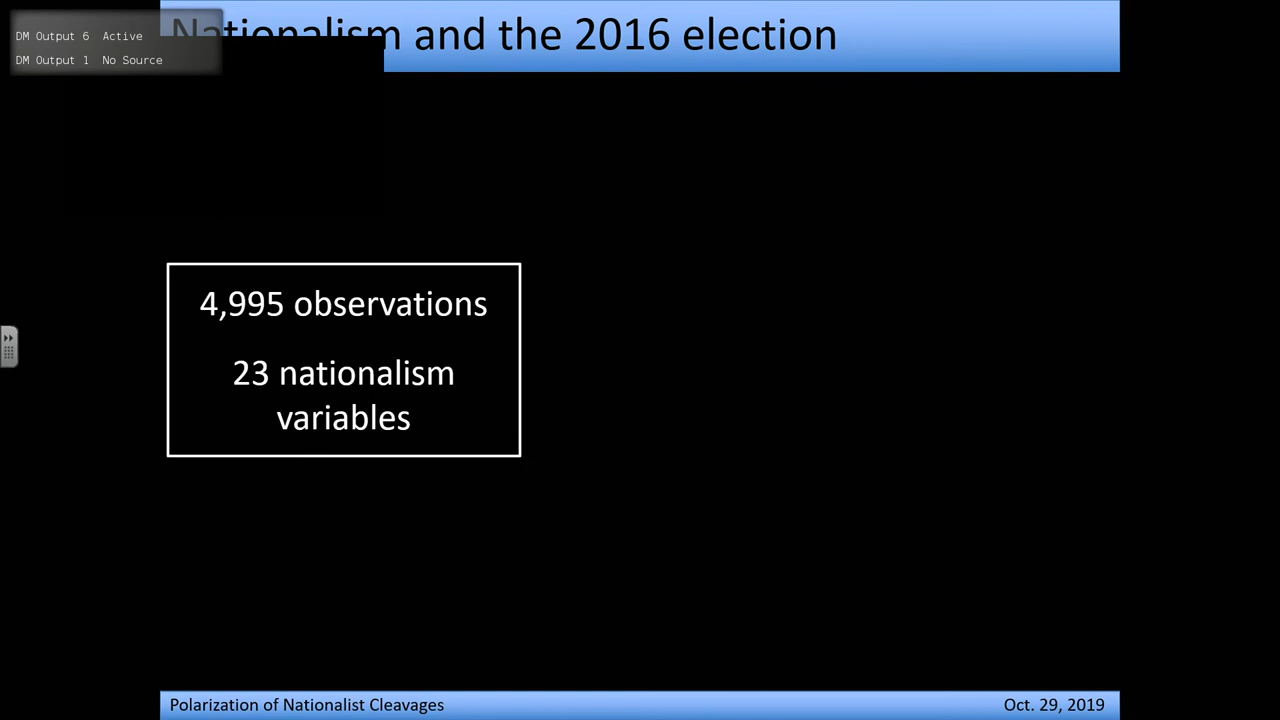 DM Output 6 Active
DM Output 1 No Source
Nationalism and the 2016 election
4,995 observations
23 nationalism
variables
Polarization of Nationalist Cleavages
Oct. 29, 2019